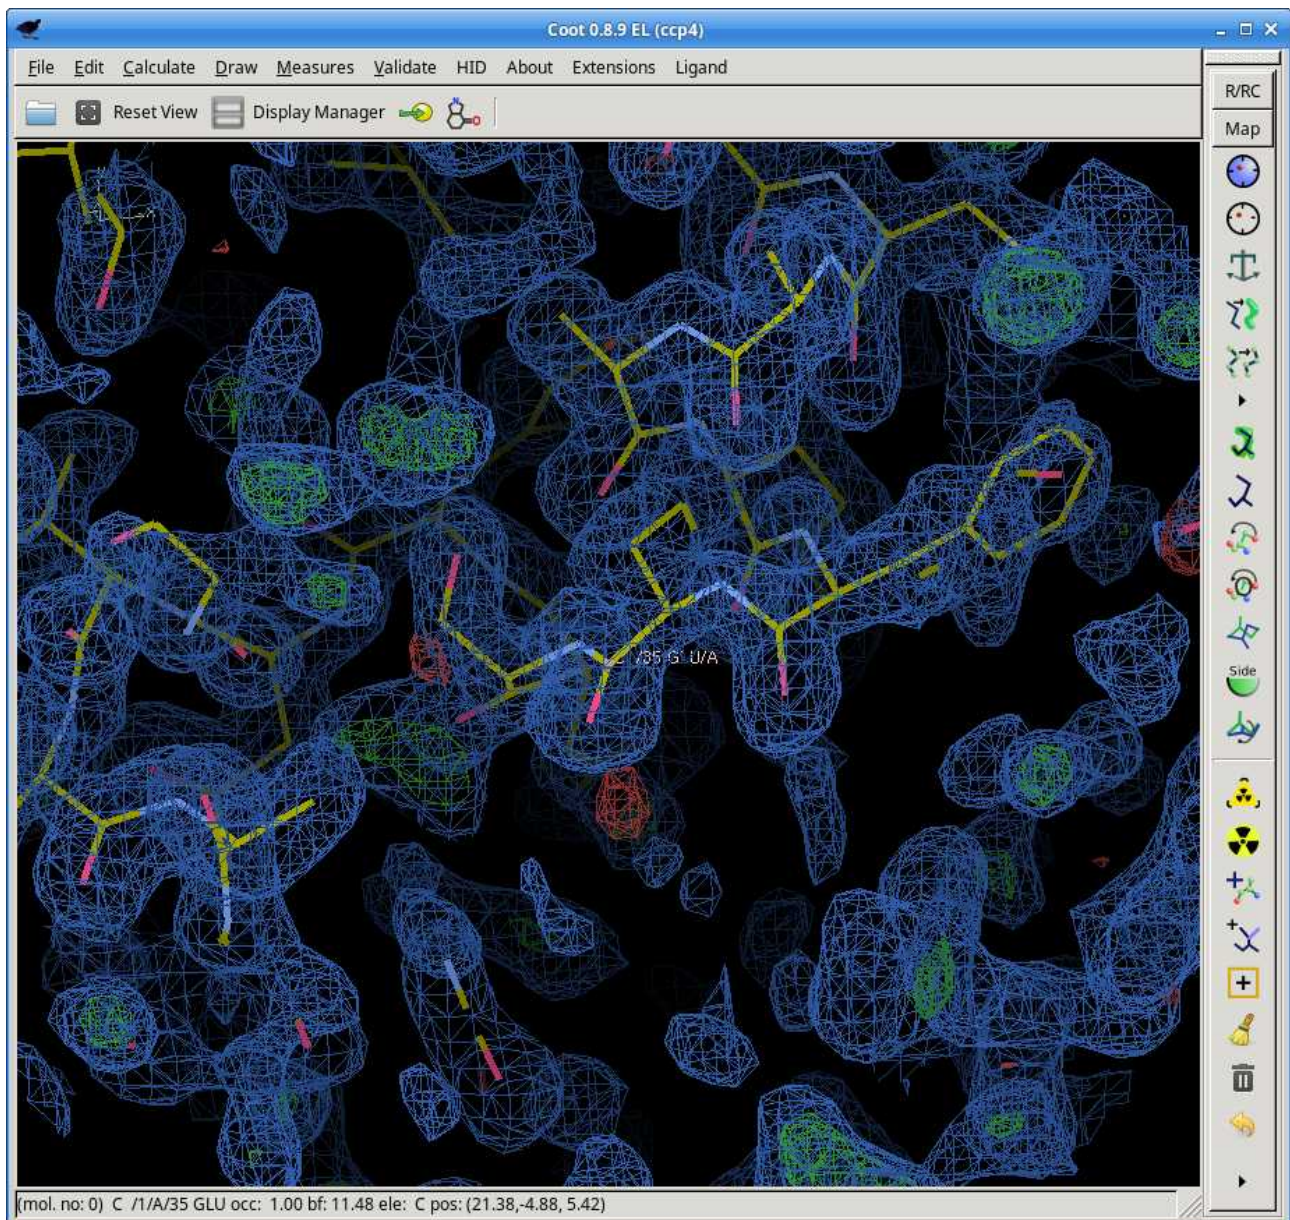 Coot 0.8.9 EL (ccp4)
File Edit Calculate Draw Measures Validate HID About Extensions Ligand
R/RC
Reset View Display Manager
Map
Side
/35 GLU/A
(mol. no: 0) C /1/A/35 GLU occ: 1.00 bf: 11.48 ele: C pos: (21.38,-4.88, 5.42)